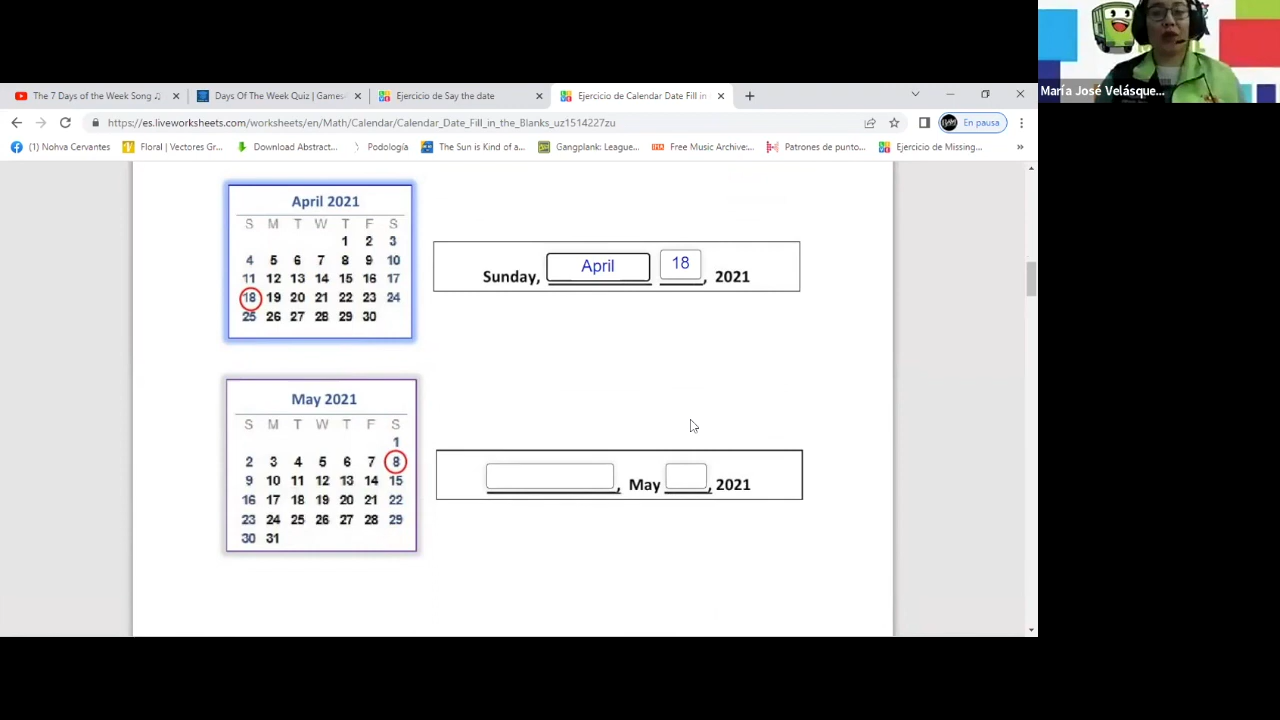 María José Velásque...
The 7 Days of the Week Song ♫
Days Of The Week Quiz | Games
Ejercicio de Say the date
Ejercicio de Calendar Date Fill in
https://es.liveworksheets.com/worksheets/en/Math/Calendar/Calendar_Date_Fill_in_the_Blanks_uz1514227zu
En pausa
(1) Nohva Cervantes
Floral | Vectores Gr...
Download Abstract...
Podología
The Sun is Kind of a...
Gangplank: League...
Free Music Archive:...
Patrones de punto...
Ejercicio de Missing...
»
April 2021
S M T W T F S
1 2 3
4 5 6 7 8 9 10
11 12 13 14 15 16 17
18 19 20 21 22 23 24
25 26 27 28 29 30
Sunday, April 18, 2021
May 2021
S M T W T F S
1
2 3 4 5 6 7 8
9 10 11 12 13 14 15
16 17 18 19 20 21 22
23 24 25 26 27 28 29
30 31
, May , 2021